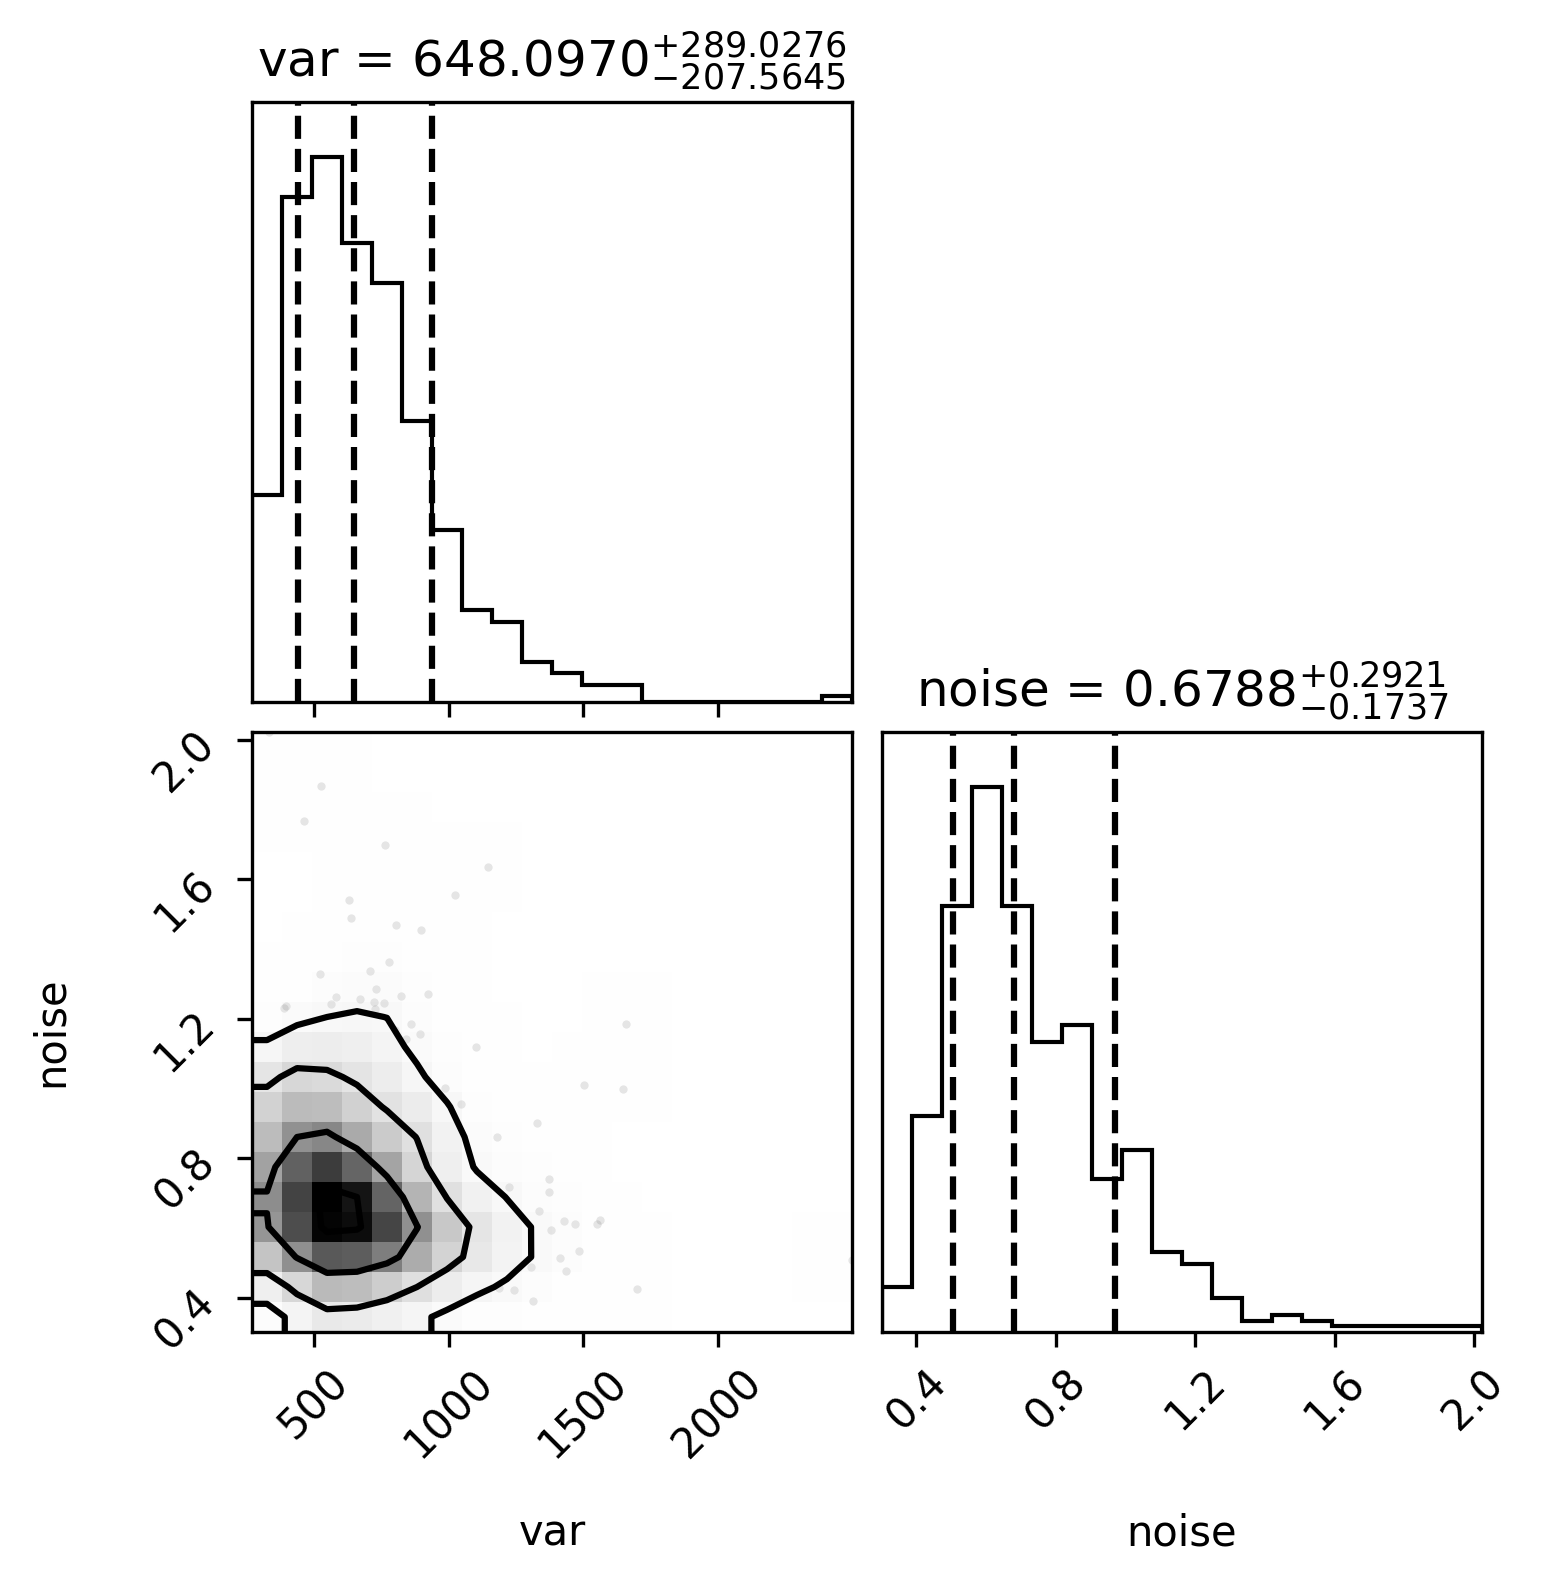 var = 648.0970+289.0276−207.5645
noise = 0.6788+0.2921−0.1737
2.0
1.6
1.2
0.8
0.4
noise
500 1000 1500 2000
0.4 0.8 1.2 1.6 2.0
var
noise